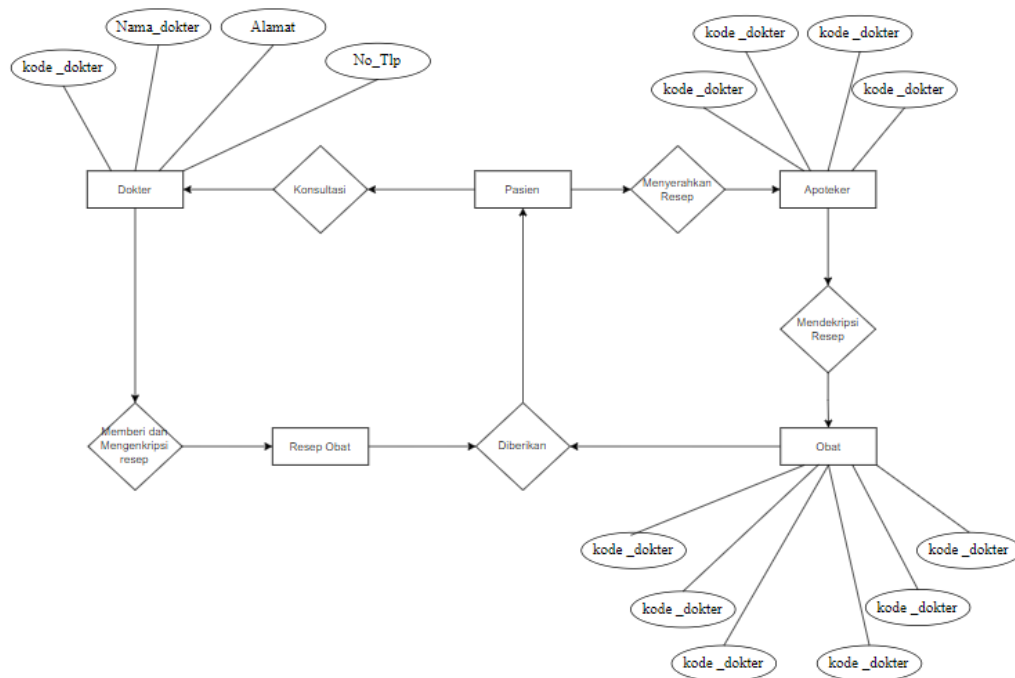 Nama_dokter
Alamat
kode _dokter
No_Tlp
kode _dokter
kode _dokter
kode _dokter
kode _dokter
Dokter
Konsultasi
Pasien
Menyerahkan
Resep
Apoteker
Mendekripsi
Resep
Memberi dan
Mengenkripsi
resep
Resep Obat
Diberikan
Obat
kode _dokter
kode _dokter
kode _dokter
kode _dokter
kode _dokter
kode _dokter